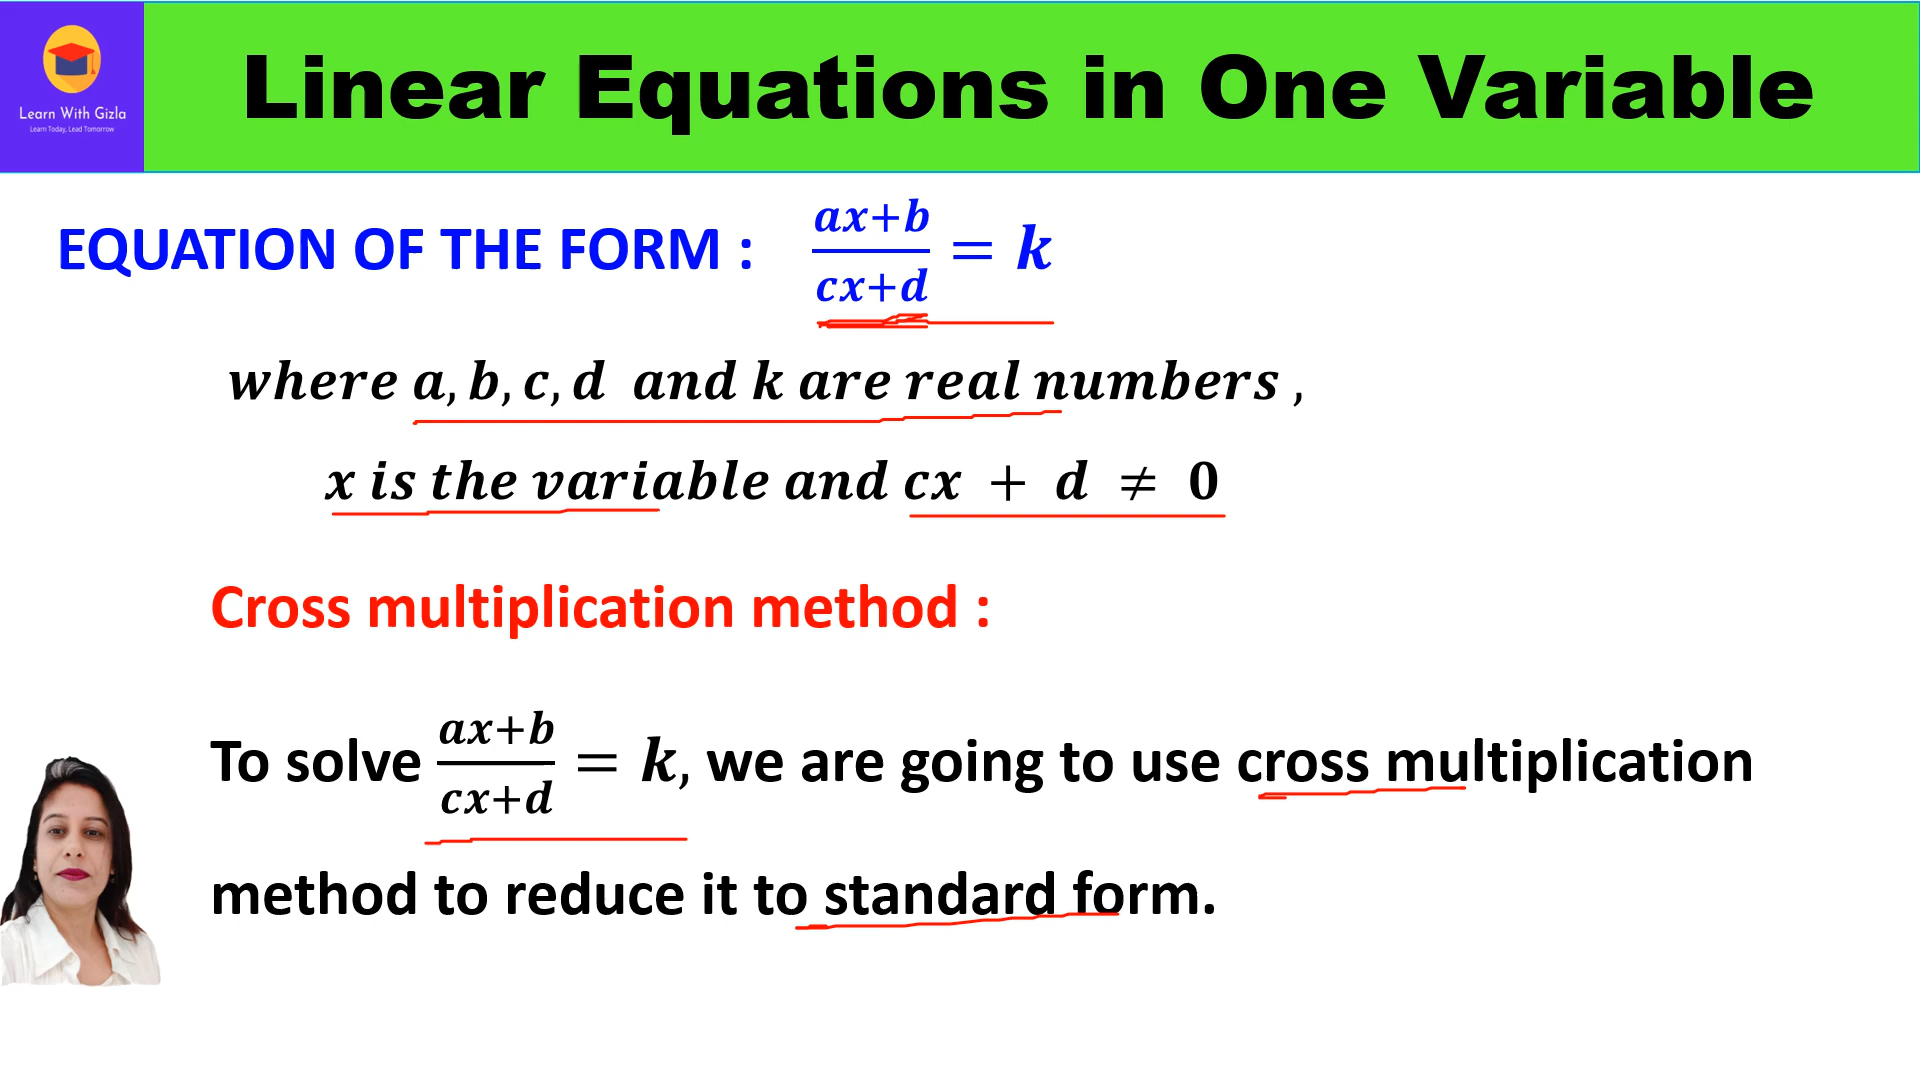 Learn With Gizla
Learn Today, Lead Tomorrow
Linear Equations in One Variable
EQUATION OF THE FORM : (ax+b)/(cx+d) = k
where a, b, c, d and k are real numbers ,
x is the variable and cx + d ≠ 0
Cross multiplication method :
To solve (ax+b)/(cx+d) = k, we are going to use cross multiplication
method to reduce it to standard form.